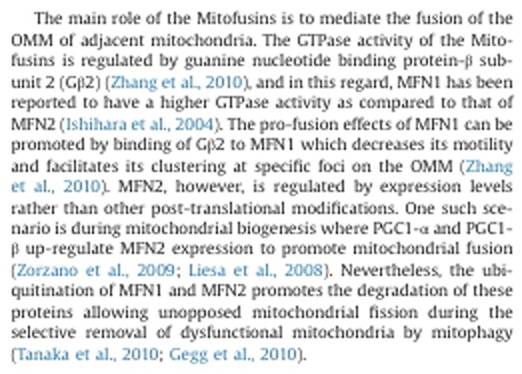 The main role of the Mitofusins is to mediate the fusion of the
OMM of adjacent mitochondria. The GTPase activity of the Mito-
fusins is regulated by guanine nucleotide binding protein-β sub-
unit 2 (Gβ2) (Zhang et al., 2010), and in this regard, MFN1 has been
reported to have a higher GTPase activity as compared to that of
MFN2 (Ishihara et al., 2004). The pro-fusion effects of MFN1 can be
promoted by binding of Gβ2 to MFN1 which decreases its motility
and facilitates its clustering at specific foci on the OMM (Zhang
et al., 2010). MFN2, however, is regulated by expression levels
rather than other post-translational modifications. One such sce-
nario is during mitochondrial biogenesis where PGC1-α and PGC1-
β up-regulate MFN2 expression to promote mitochondrial fusion
(Zorzano et al., 2009; Liesa et al., 2008). Nevertheless, the ubi-
quitination of MFN1 and MFN2 promotes the degradation of these
proteins allowing unopposed mitochondrial fission during the
selective removal of dysfunctional mitochondria by mitophagy
(Tanaka et al., 2010; Gegg et al., 2010).